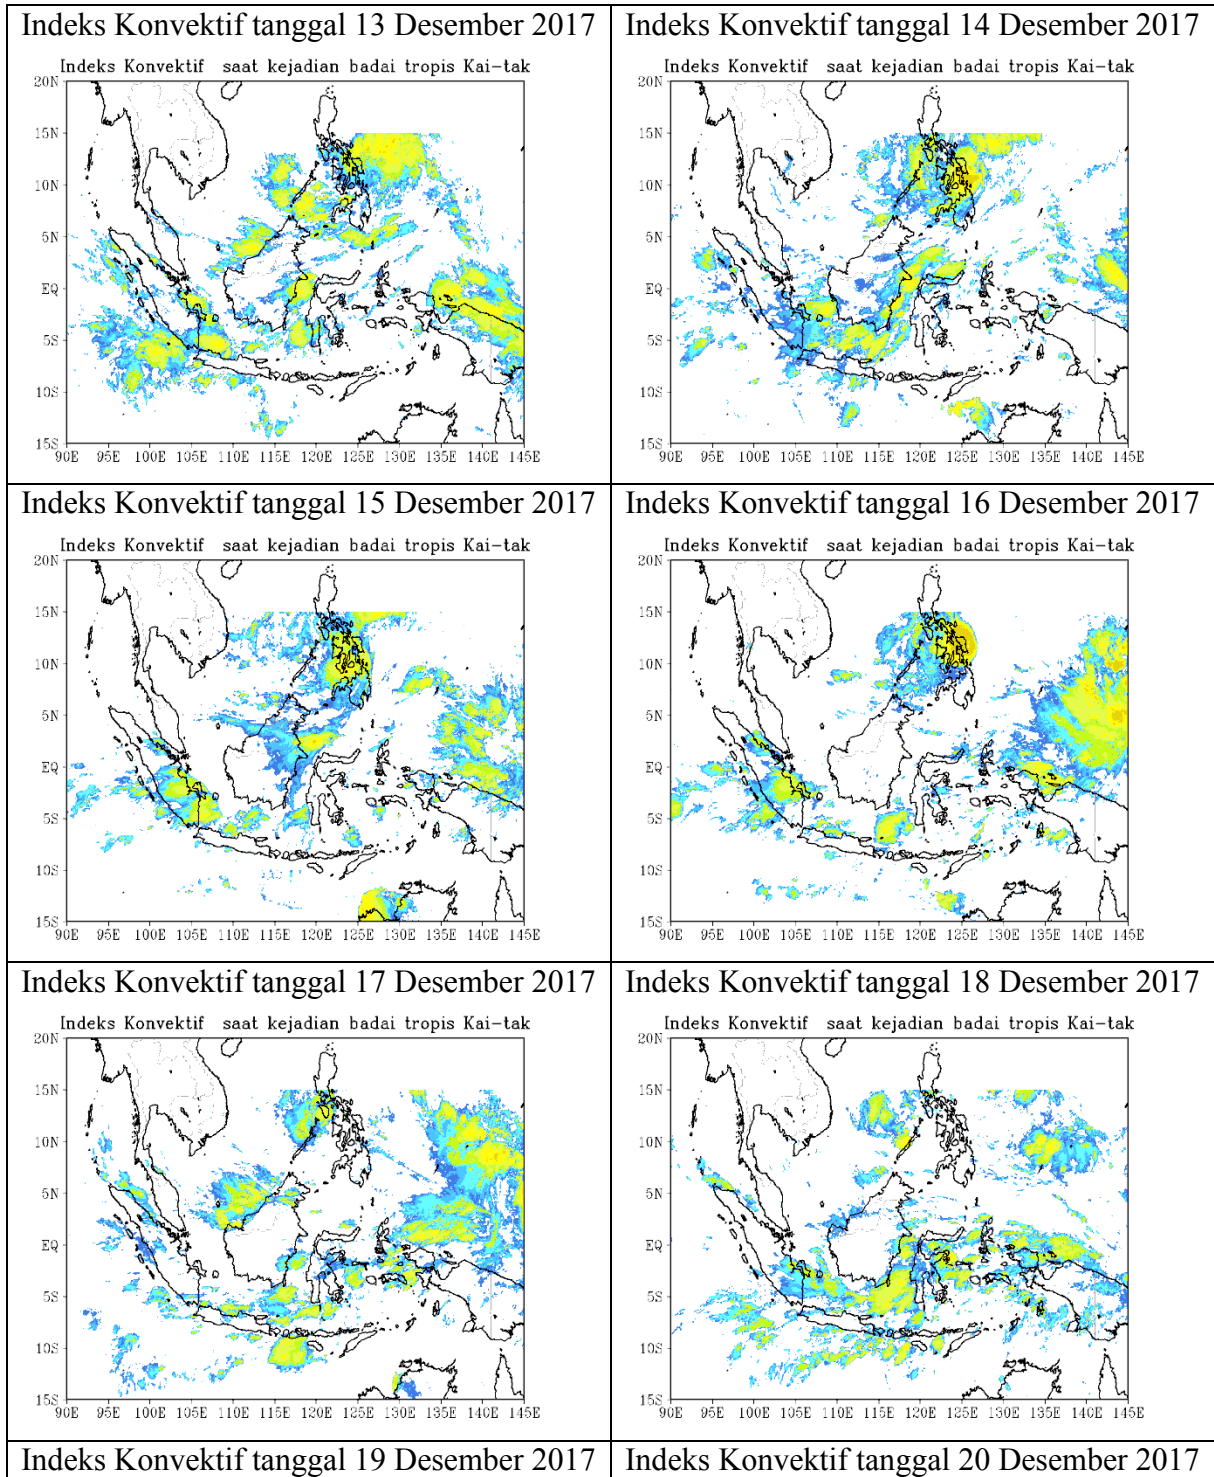 Indeks Konvektif tanggal 13 Desember 2017
Indeks Konvektif saat kejadian badai tropis Kai-tak
20N
15N
10N
5N
EQ
5S
10S
15S
90E 95E 100E 105E 110E 115E 120E 125E 130E 135E 140E 145E
Indeks Konvektif tanggal 14 Desember 2017
Indeks Konvektif saat kejadian badai tropis Kai-tak
20N
15N
10N
5N
EQ
5S
10S
15S
90E 95E 100E 105E 110E 115E 120E 125E 130E 135E 140E 145E
Indeks Konvektif tanggal 15 Desember 2017
Indeks Konvektif saat kejadian badai tropis Kai-tak
20N
15N
10N
5N
EQ
5S
10S
15S
90E 95E 100E 105E 110E 115E 120E 125E 130E 135E 140E 145E
Indeks Konvektif tanggal 16 Desember 2017
Indeks Konvektif saat kejadian badai tropis Kai-tak
20N
15N
10N
5N
EQ
5S
10S
15S
90E 95E 100E 105E 110E 115E 120E 125E 130E 135E 140E 145E
Indeks Konvektif tanggal 17 Desember 2017
Indeks Konvektif saat kejadian badai tropis Kai-tak
20N
15N
10N
5N
EQ
5S
10S
15S
90E 95E 100E 105E 110E 115E 120E 125E 130E 135E 140E 145E
Indeks Konvektif tanggal 18 Desember 2017
Indeks Konvektif saat kejadian badai tropis Kai-tak
20N
15N
10N
5N
EQ
5S
10S
15S
90E 95E 100E 105E 110E 115E 120E 125E 130E 135E 140E 145E
Indeks Konvektif tanggal 19 Desember 2017
Indeks Konvektif tanggal 20 Desember 2017